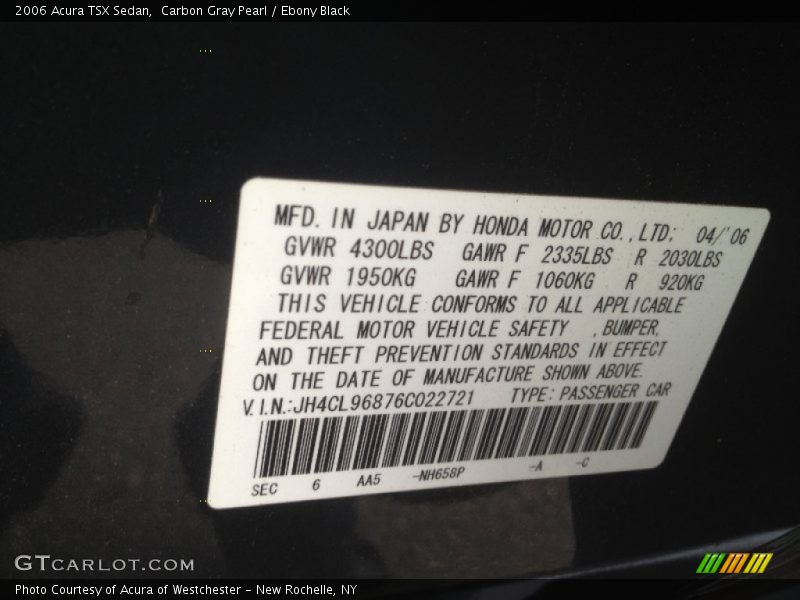 2006 Acura TSX Sedan,  Carbon Gray Pearl / Ebony Black
MFD. IN JAPAN BY HONDA MOTOR CO., LTD; 04/'06
GVWR 4300LBS GAWR F 2335LBS R 2030LBS
GVWR 1950KG GAWR F 1060KG R 920KG
THIS VEHICLE CONFORMS TO ALL APPLICABLE
FEDERAL MOTOR VEHICLE SAFETY ,BUMPER,
AND THEFT PREVENTION STANDARDS IN EFFECT
ON THE DATE OF MANUFACTURE SHOWN ABOVE.
V.I.N.:JH4CL96876C022721 TYPE: PASSENGER CAR
SEC 6 AA5 -NH658P -A -C
GTCARLOT.COM
Photo Courtesy of Acura of Westchester - New Rochelle, NY